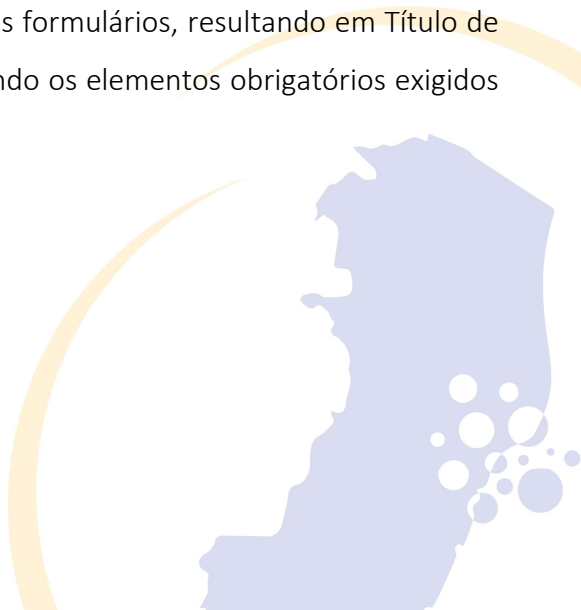 s formulários, resultando em Título de
ndo os elementos obrigatórios exigidos